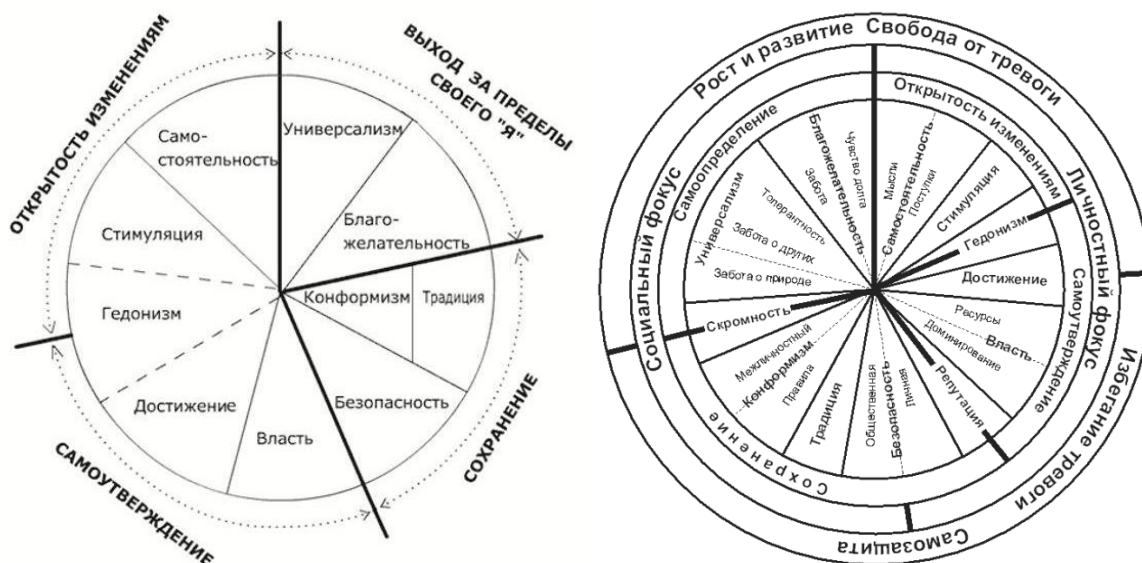 ОТКРЫТОСТЬ ИЗМЕНЕНИЯМ
ВЫХОД ЗА ПРЕДЕЛЫ
СВОЕГО "Я"
Само-
стоятельность
Универсализм
Стимуляция
Благо-
желательность
Гедонизм
Конформизм
Традиция
Достижение
Власть
Безопасность
САМОУТВЕРЖДЕНИЕ
СОХРАНЕНИЕ
Рост и развитие Свобода от тревоги
Социальный фокус
Личностный фокус
Избегание тревоги
Самозащита
Самоопределение
Открытость изменениям
Самоутверждение
Сохранение
Чувство долга
Благожелательность
Забота
Мысли
Самостоятельность
Поступки
Стимуляция
Гедонизм
Достижение
Ресурсы
Власть
Доминирование
Репутация
Личная
Безопасность
Общественная
Традиция
Правила
Конформизм
Межличностный
Скромность
Забота о природе
Забота о других
Универсализм
Толерантность